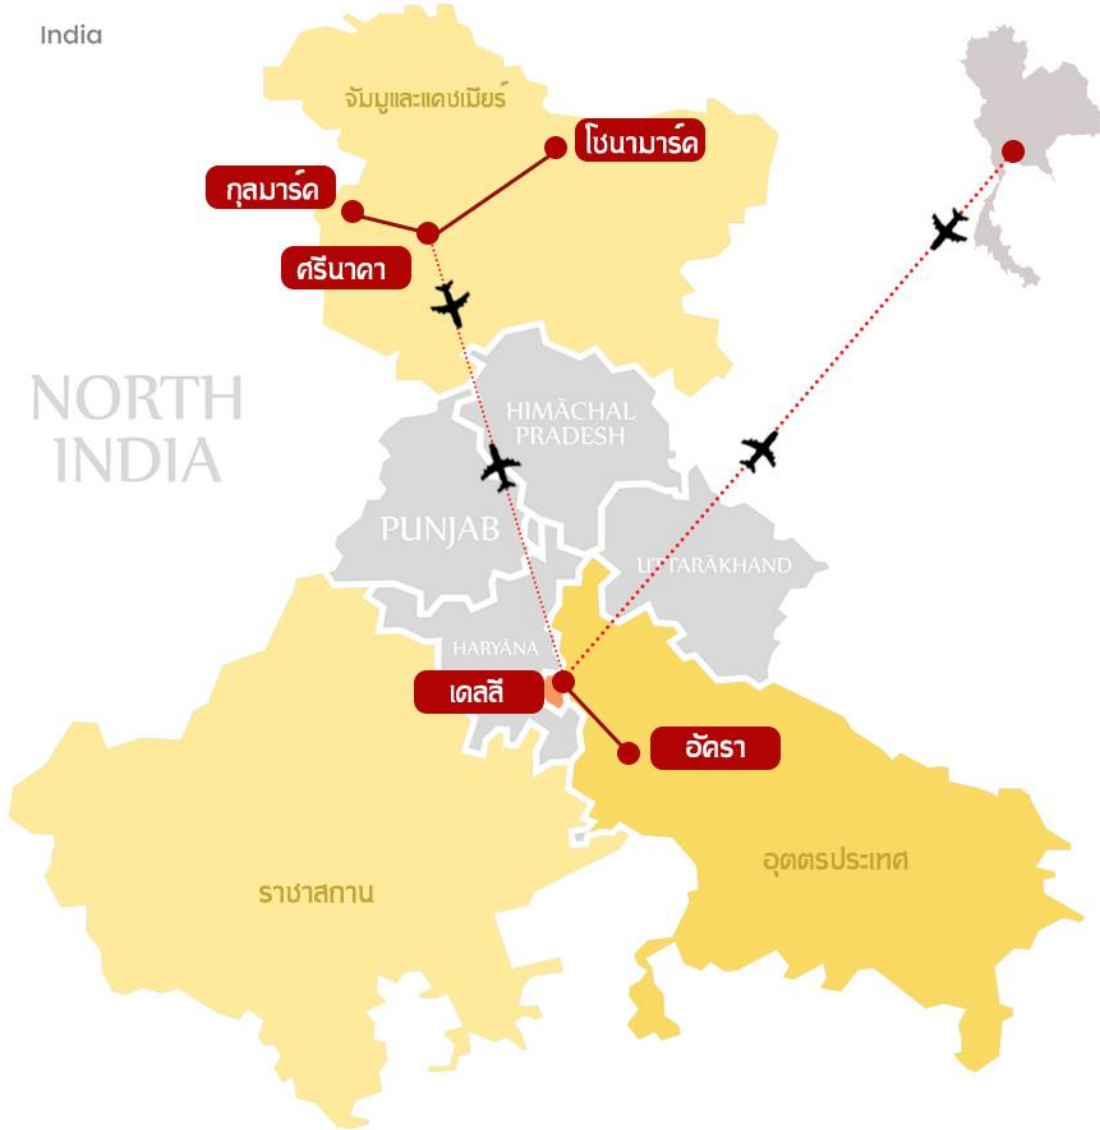 India
จัมมูและแคชเมียร์
โซนามาร์ค
กุลมาร์ค
ศรีนาคา
NORTH
INDIA
HIMĀCHAL
PRADESH
PUNJAB
UTTARĀKHAND
HARYĀNA
เดลลี
อัครา
อุตตรประเทศ
ราชาสถาน